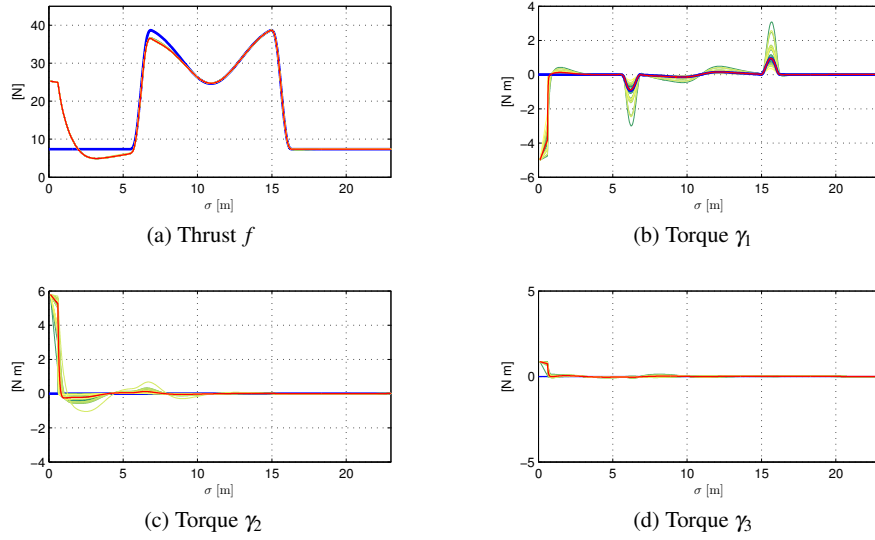 40
30
20
10
0
[N]
0 5 10 15 20
σ [m]
(a) Thrust f
4
2
0
−2
−4
−6
[N m]
0 5 10 15 20
σ [m]
(b) Torque γ1
6
4
2
0
−2
−4
[N m]
0 5 10 15 20
σ [m]
(c) Torque γ2
5
0
−5
[N m]
0 5 10 15 20
σ [m]
(d) Torque γ3